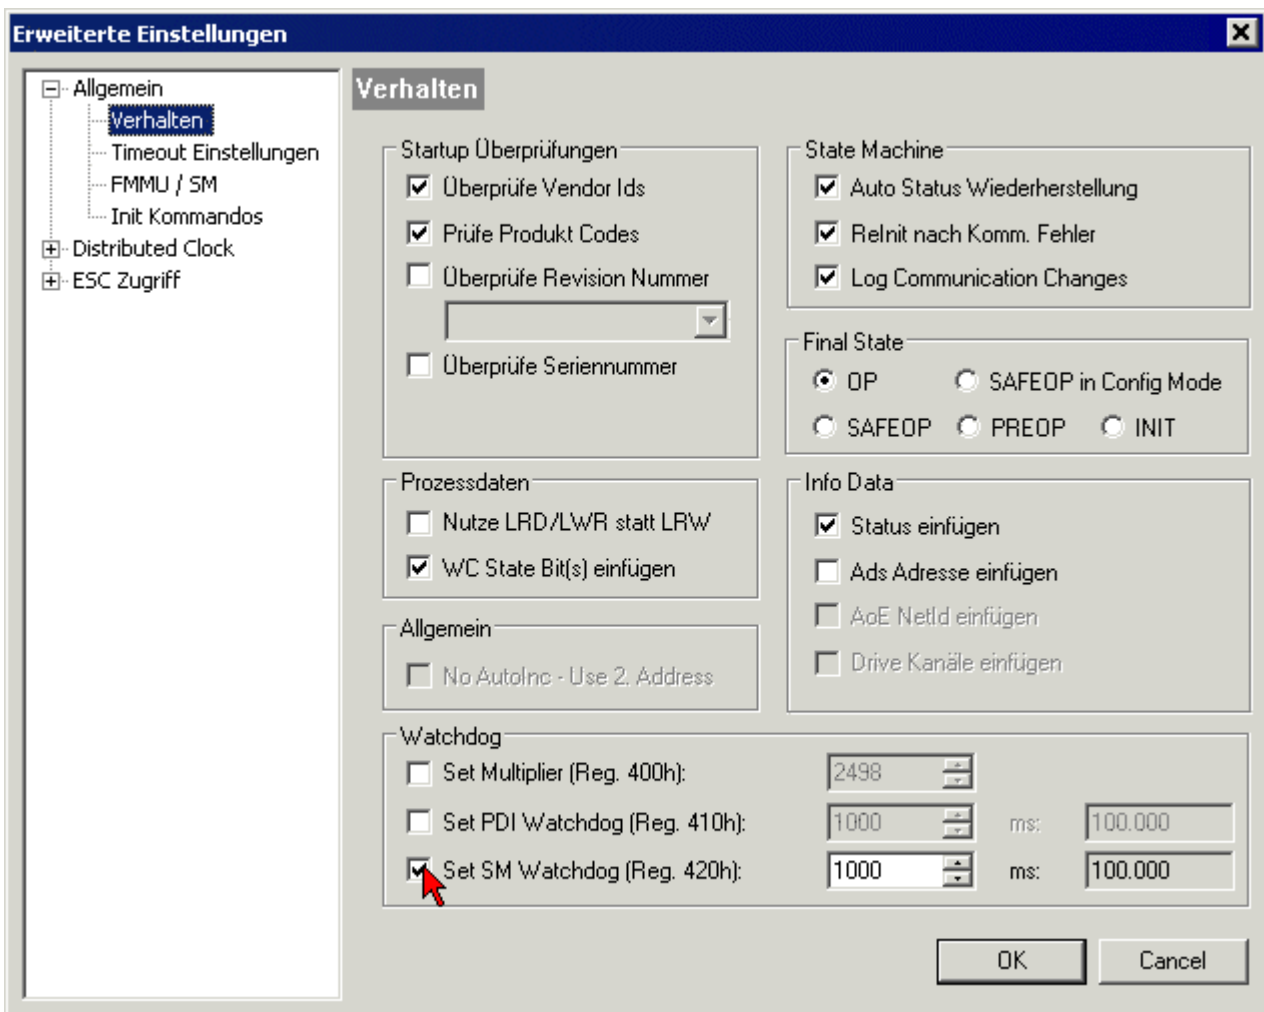 Erweiterte Einstellungen
Allgemein
Verhalten
Timeout Einstellungen
FMMU / SM
Init Kommandos
Distributed Clock
ESC Zugriff
Verhalten
Startup Überprüfungen
Überprüfe Vendor Ids
Prüfe Produkt Codes
Überprüfe Revision Nummer
Überprüfe Seriennummer
State Machine
Auto Status Wiederherstellung
ReInit nach Komm. Fehler
Log Communication Changes
Final State
OP SAFEOP in Config Mode
SAFEOP PREOP INIT
Prozessdaten
Nutze LRD/LWR statt LRW
WC State Bit(s) einfügen
Info Data
Status einfügen
Ads Adresse einfügen
AoE NetId einfügen
Drive Kanäle einfügen
Allgemein
No AutoInc - Use 2. Address
Watchdog
Set Multiplier (Reg. 400h): 2498
Set PDI Watchdog (Reg. 410h): 1000 ms: 100.000
Set SM Watchdog (Reg. 420h): 1000 ms: 100.000
OK Cancel